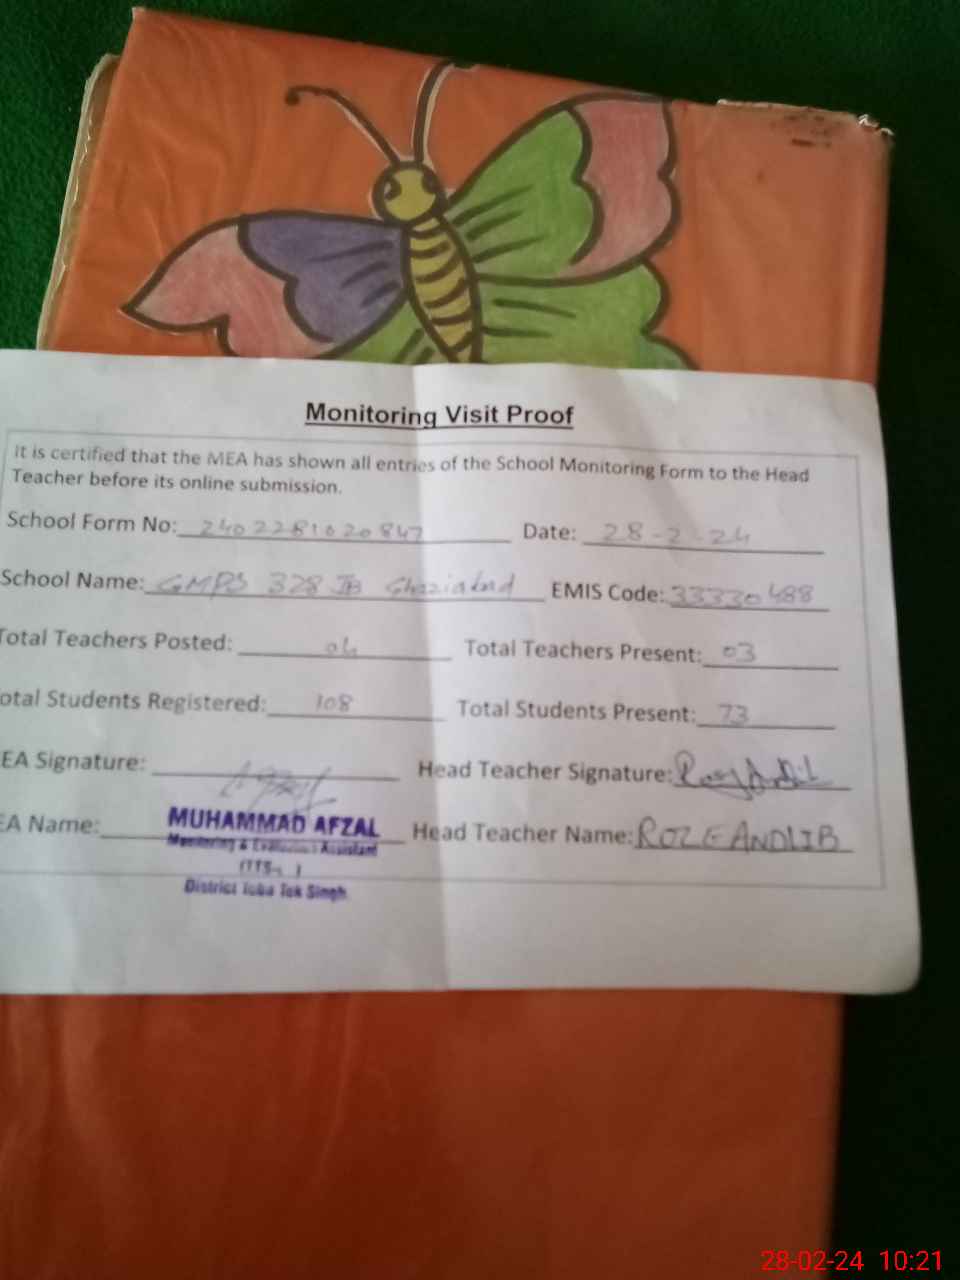 Monitoring Visit Proof
It is certified that the MEA has shown all entries of the School Monitoring Form to the Head
Teacher before its online submission.
School Form No: 2402281020847 Date: 28-2-24
School Name: GMPS 328 JB Ghaziabad EMIS Code: 33330488
Total Teachers Posted: 04 Total Teachers Present: 03
otal Students Registered: 108 Total Students Present: 73
EA Signature: Head Teacher Signature:
EA Name: MUHAMMAD AFZAL Head Teacher Name: ROZE ANDLIB
Monitoring & Evaluation Assistant
District Toba Tek Singh
28-02-24 10:21